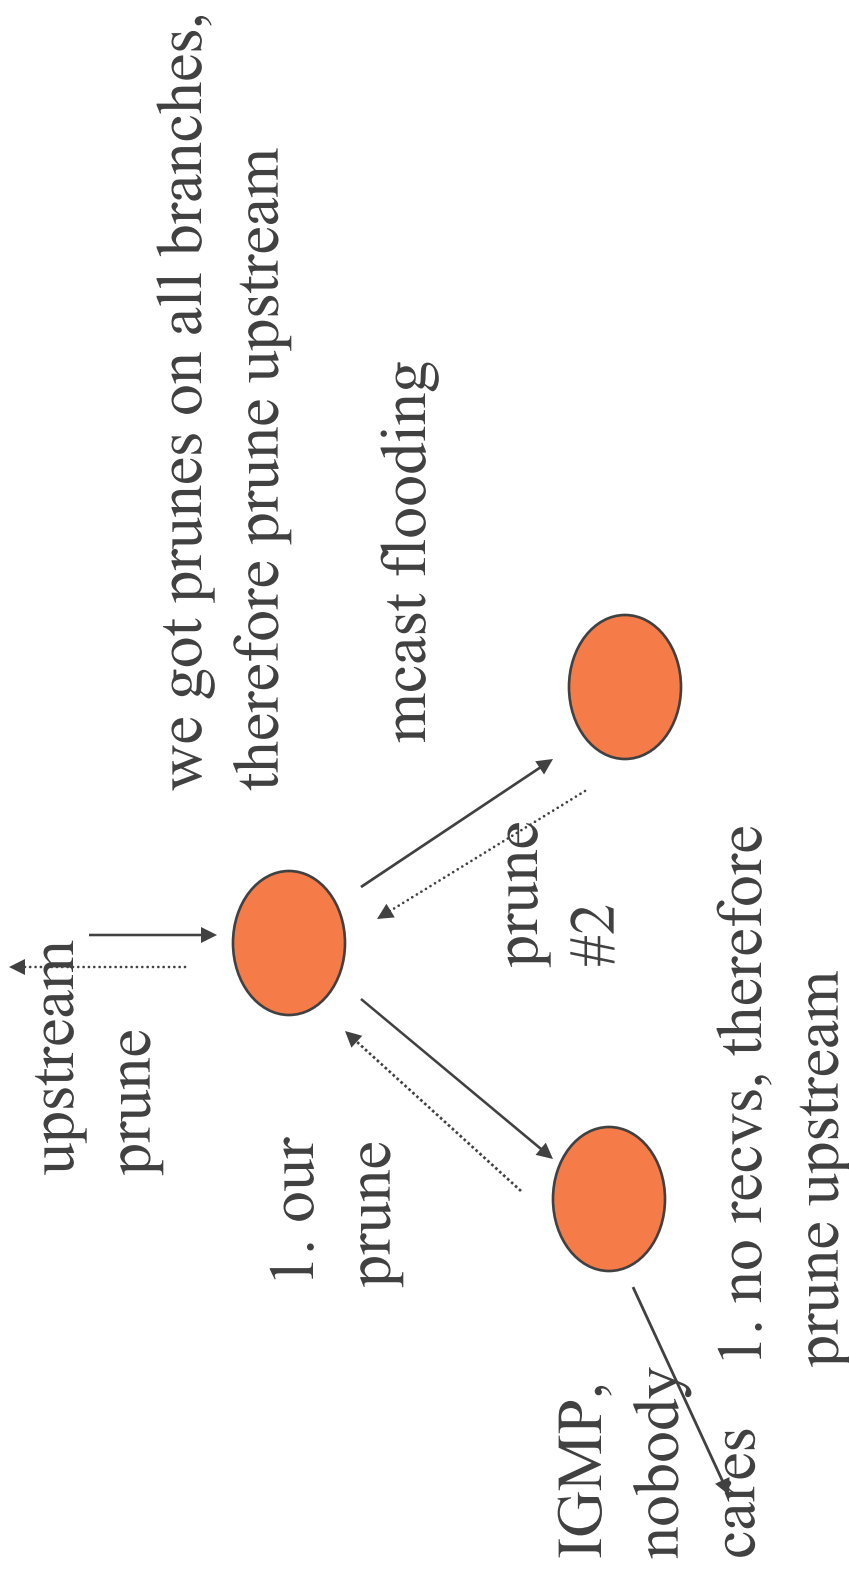 upstream
prune
we got prunes on all branches,
therefore prune upstream
1. our
prune
mcast flooding
prune
#2
IGMP,
nobody
cares
1. no recvs, therefore
prune upstream